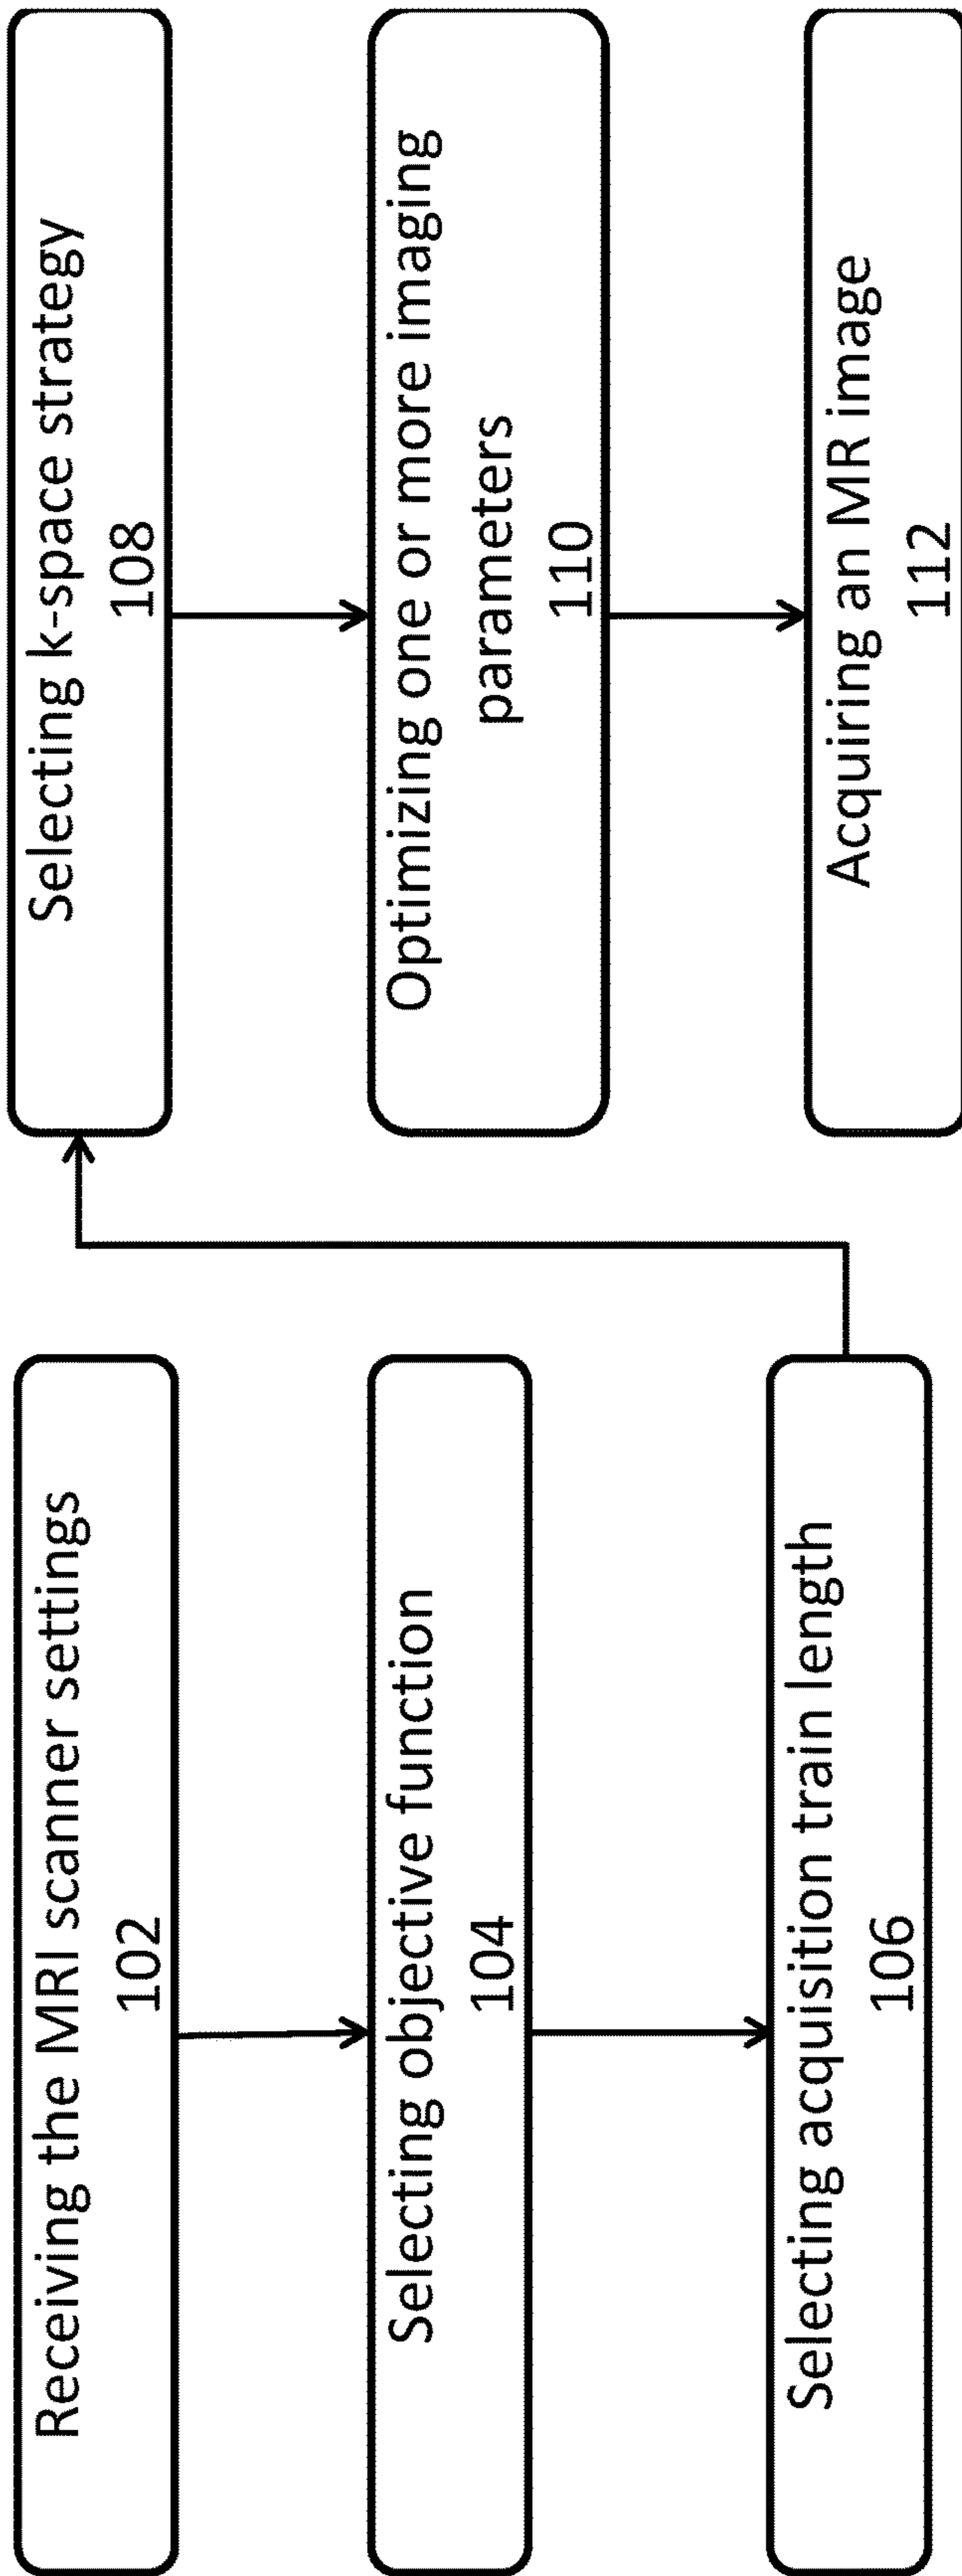 Receiving the MRI scanner settings
102
Selecting objective function
104
Selecting acquisition train length
106
Selecting k-space strategy
108
Optimizing one or more imaging
parameters
110
Acquiring an MR image
112